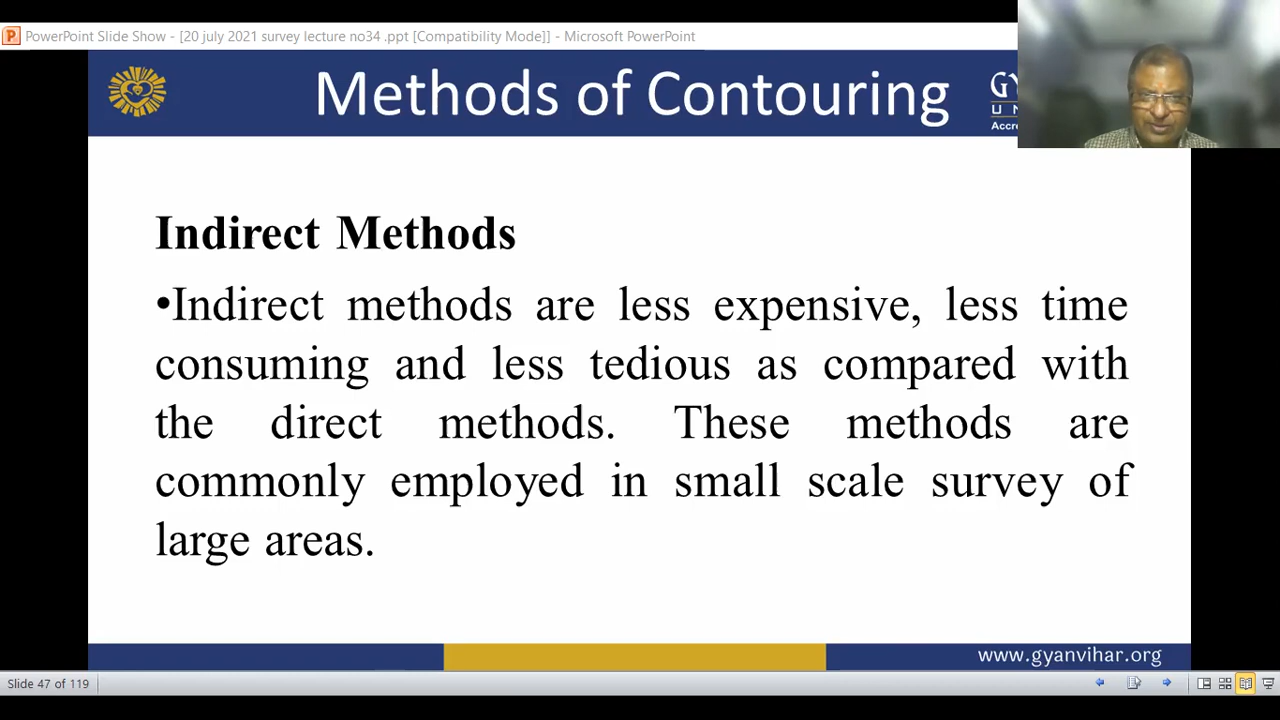 PowerPoint Slide Show - [20 july 2021 survey lecture no34 .ppt [Compatibility Mode]] - Microsoft PowerPoint
Methods of Contouring
Indirect Methods
•Indirect methods are less expensive, less time
consuming and less tedious as compared with
the direct methods. These methods are
commonly employed in small scale survey of
large areas.
www.gyanvihar.org
Slide 47 of 119